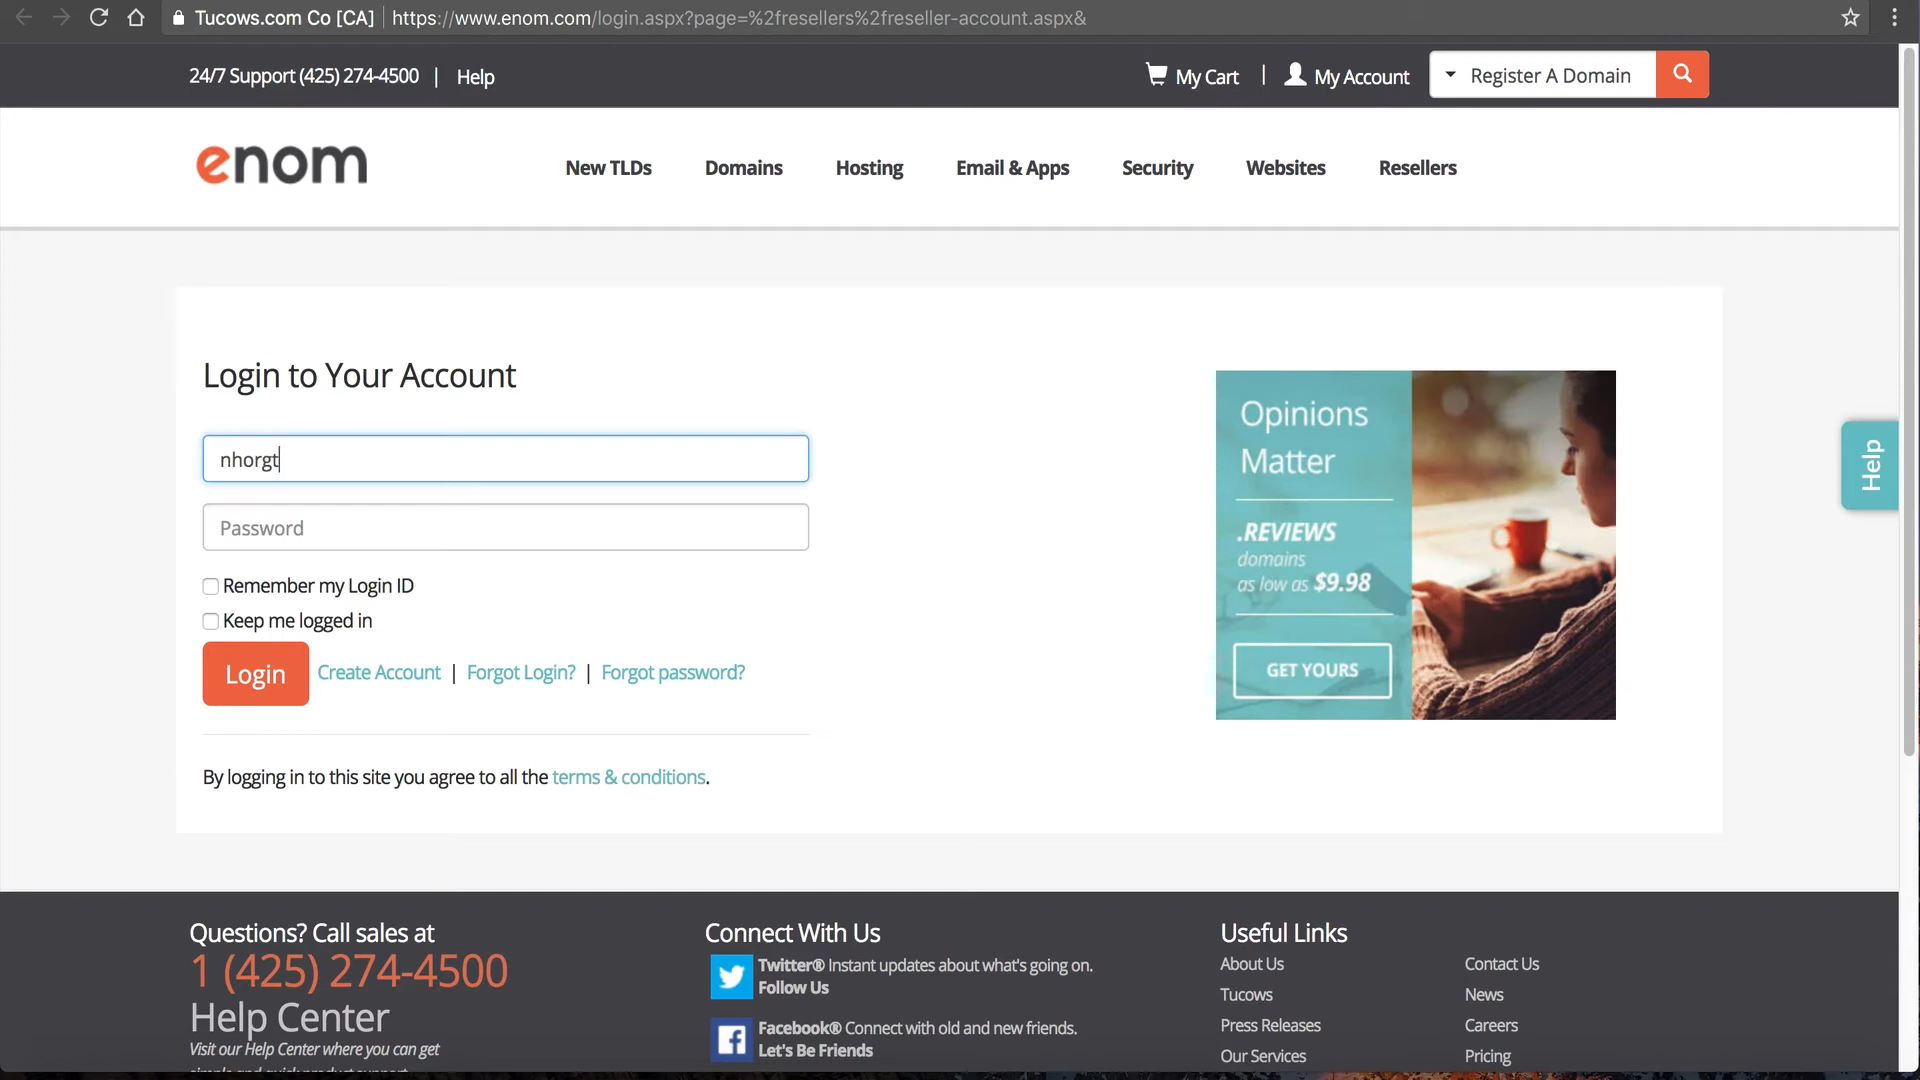 Tucows.com Co [CA] https://www.enom.com/login.aspx?page=%2fresellers%2freseller-account.aspx&
24/7 Support (425) 274-4500 | Help
My Cart | My Account
Register A Domain
enom
New TLDs Domains Hosting Email & Apps Security Websites Resellers
Login to Your Account
nhorgt
Password
Remember my Login ID
Keep me logged in
Login Create Account | Forgot Login? | Forgot password?
By logging in to this site you agree to all the terms & conditions.
Opinions
Matter
.REVIEWS
domains
as low as $9.98
GET YOURS
Help
Questions? Call sales at
1 (425) 274-4500
Help Center
Visit our Help Center where you can get
Connect With Us
Twitter® Instant updates about what's going on.
Follow Us
Facebook® Connect with old and new friends.
Let's Be Friends
Useful Links
About Us
Tucows
Press Releases
Our Services
Contact Us
News
Careers
Pricing